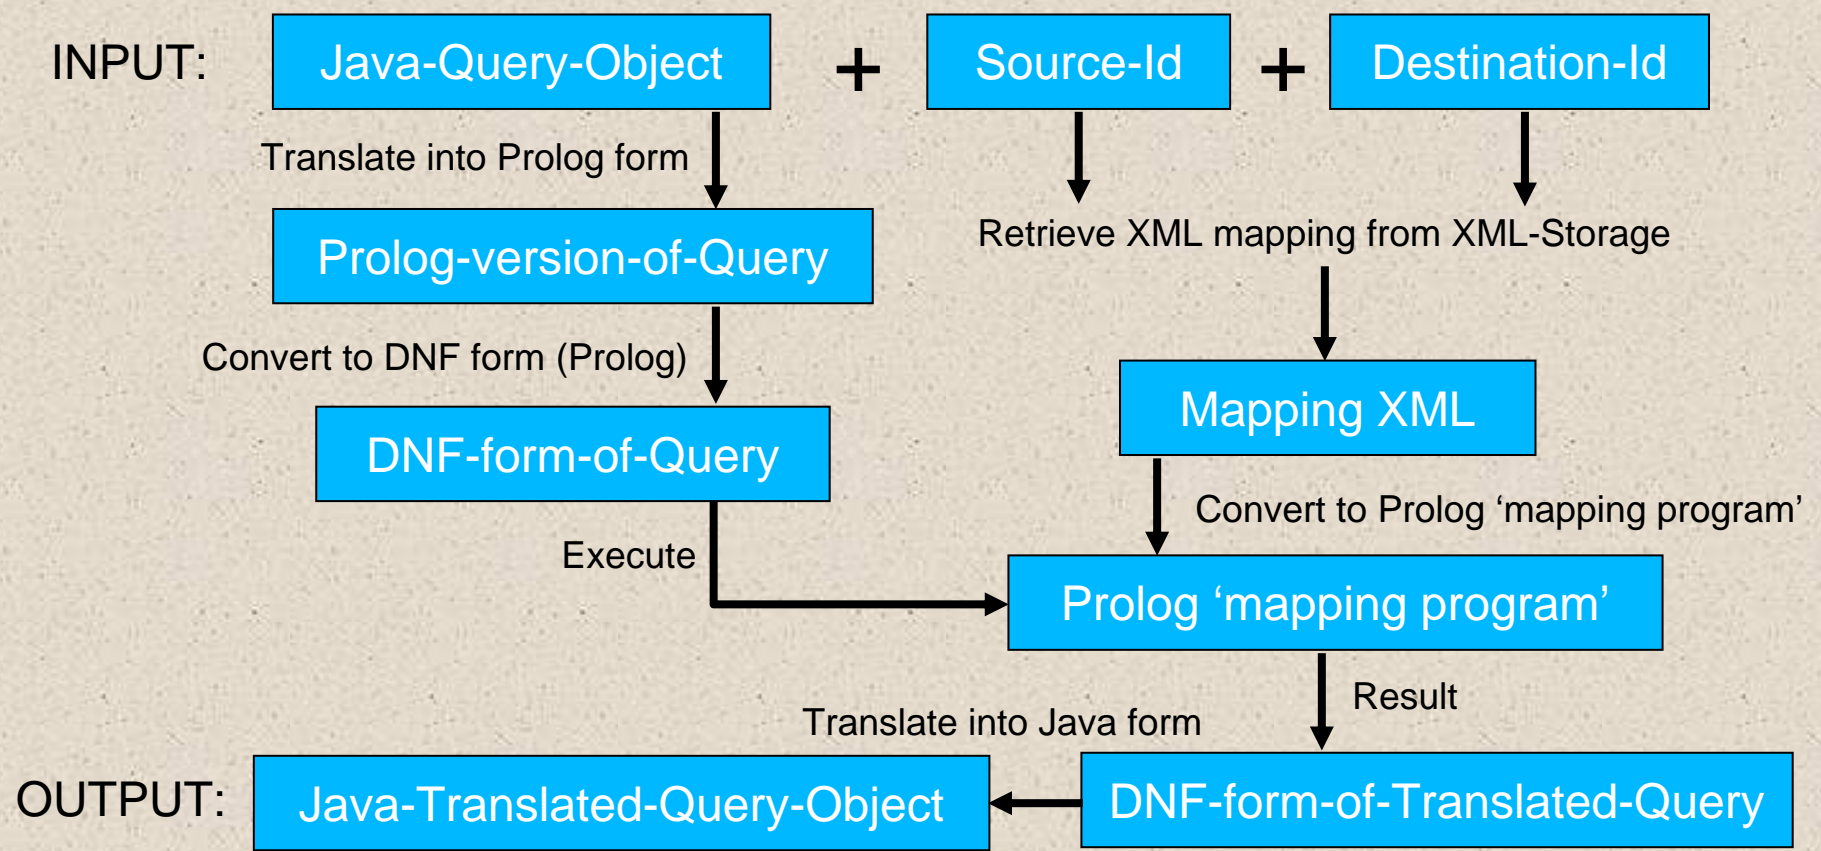 INPUT:
Java-Query-Object
+
Source-Id
+
Destination-Id
Translate into Prolog form
Prolog-version-of-Query
Retrieve XML mapping from XML-Storage
Convert to DNF form (Prolog)
Mapping XML
DNF-form-of-Query
Convert to Prolog ‘mapping program’
Execute
Prolog ‘mapping program’
Result
Translate into Java form
OUTPUT:
Java-Translated-Query-Object
DNF-form-of-Translated-Query